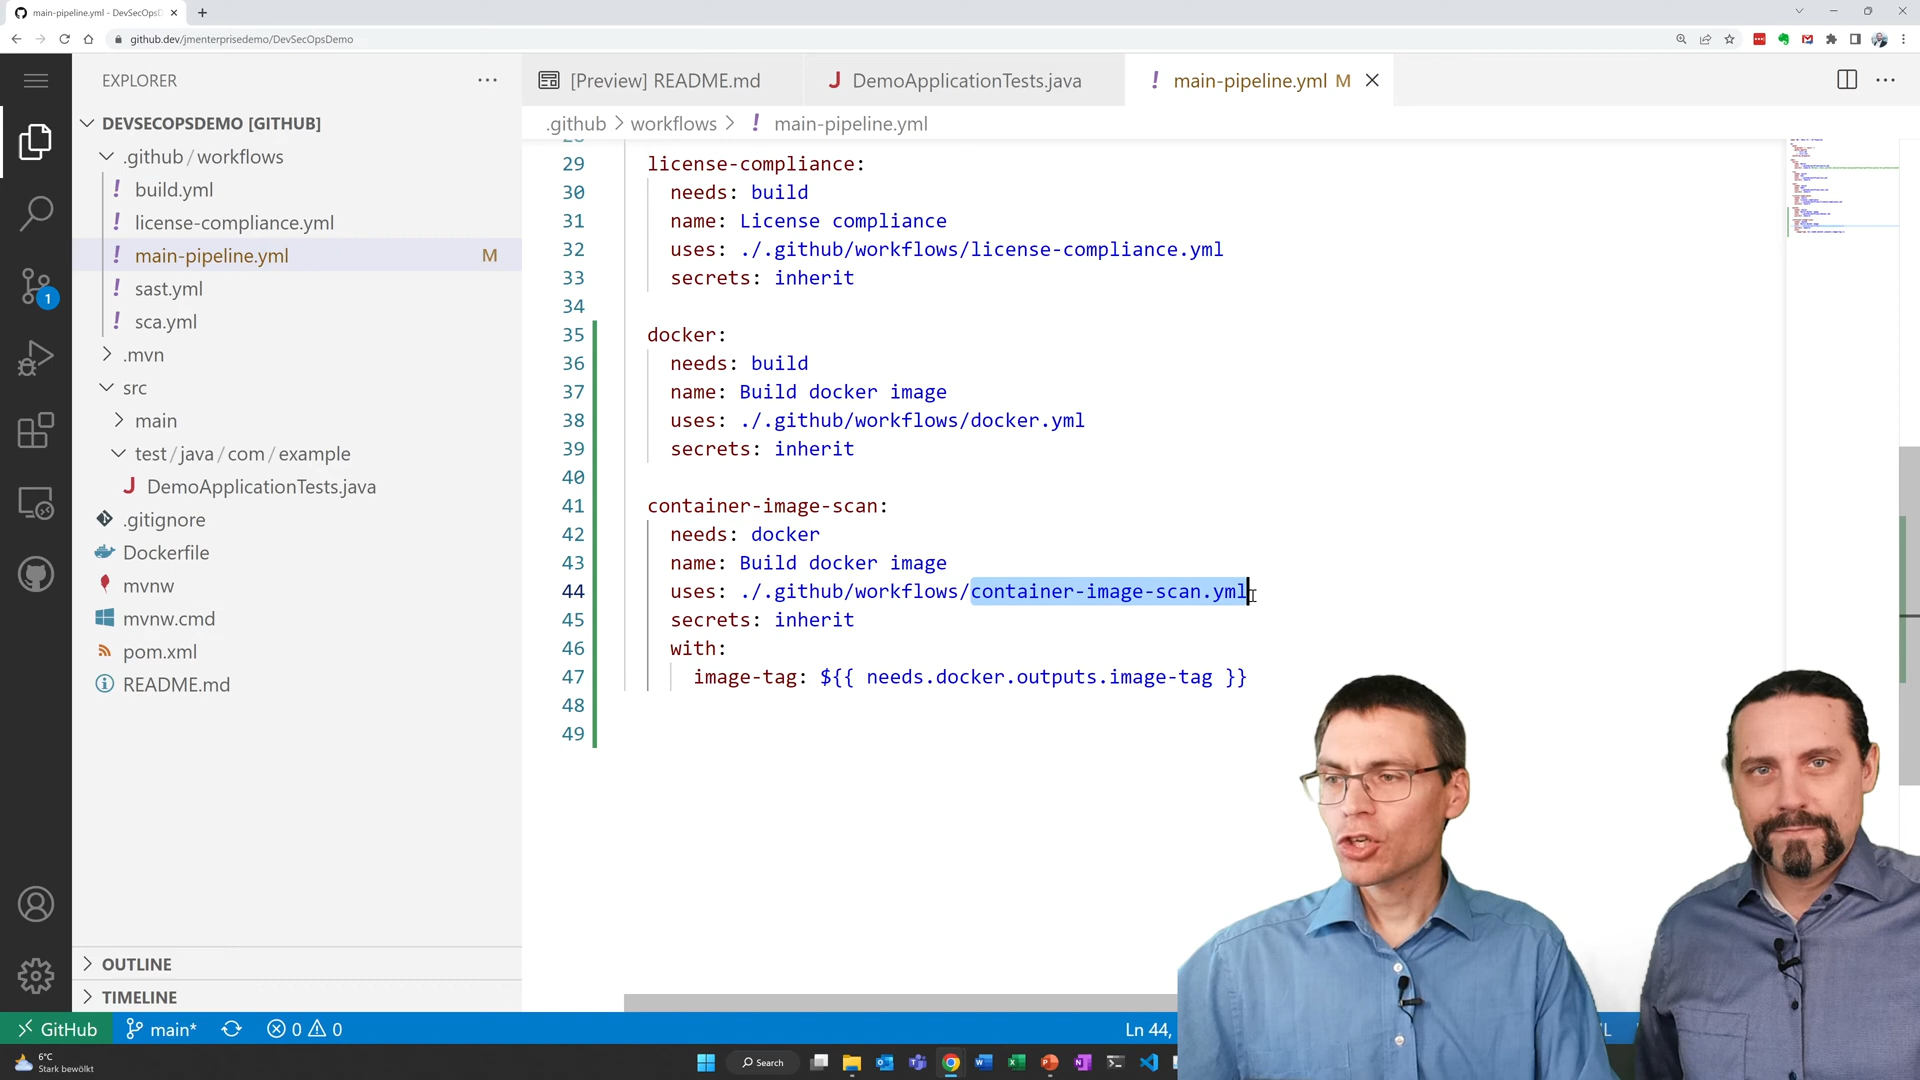 main-pipeline.yml - DevSecOpsD
github.dev/jmenterprisedemo/DevSecOpsDemo
EXPLORER
[Preview] README.md
DemoApplicationTests.java
main-pipeline.yml M
DEVSECOPSDEMO [GITHUB]
.github > workflows > main-pipeline.yml
.github / workflows
build.yml
license-compliance.yml
main-pipeline.yml M
sast.yml
sca.yml
.mvn
src
main
test / java / com / example
DemoApplicationTests.java
.gitignore
Dockerfile
mvnw
mvnw.cmd
pom.xml
README.md
OUTLINE
TIMELINE
1
29 license-compliance:
30 needs: build
31 name: License compliance
32 uses: ./.github/workflows/license-compliance.yml
33 secrets: inherit
34
35 docker:
36 needs: build
37 name: Build docker image
38 uses: ./.github/workflows/docker.yml
39 secrets: inherit
40
41 container-image-scan:
42 needs: docker
43 name: Build docker image
44 uses: ./.github/workflows/container-image-scan.yml
45 secrets: inherit
46 with:
47 image-tag: ${{ needs.docker.outputs.image-tag }}
48
49
GitHub main* 0 0 Ln 44,
6°C
Stark bewölkt
Search